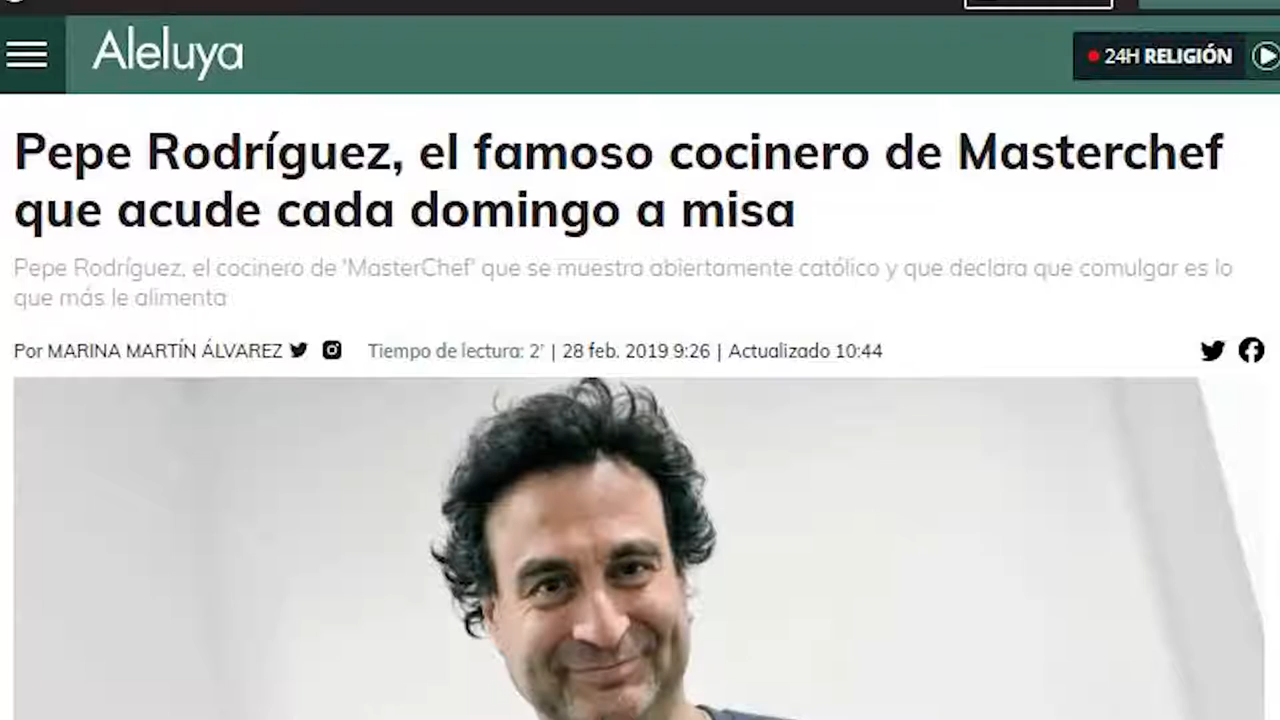 Aleluya
24H RELIGIÓN
Pepe Rodríguez, el famoso cocinero de Masterchef
que acude cada domingo a misa
Pepe Rodríguez, el cocinero de 'MasterChef' que se muestra abiertamente católico y que declara que comulgar es lo
que más le alimenta
Por MARINA MARTÍN ÁLVAREZ Tiempo de lectura: 2' | 28 feb. 2019 9:26 | Actualizado 10:44